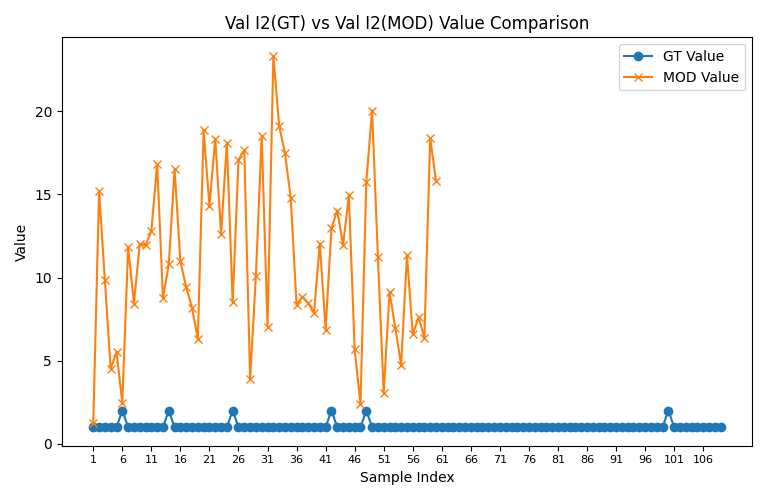 Val I2(GT) vs Val I2(MOD) Value Comparison
GT Value
MOD Value
Value
20
15
10
5
0
1 6 11 16 21 26 31 36 41 46 51 56 61 66 71 76 81 86 91 96 101 106
Sample Index